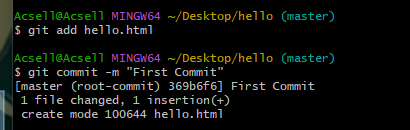 Acsell@Acsell MINGW64 ~/Desktop/hello (master)
$ git add hello.html
Acsell@Acsell MINGW64 ~/Desktop/hello (master)
$ git commit -m "First Commit"
[master (root-commit) 369b6f6] First Commit
 1 file changed, 1 insertion(+)
 create mode 100644 hello.html